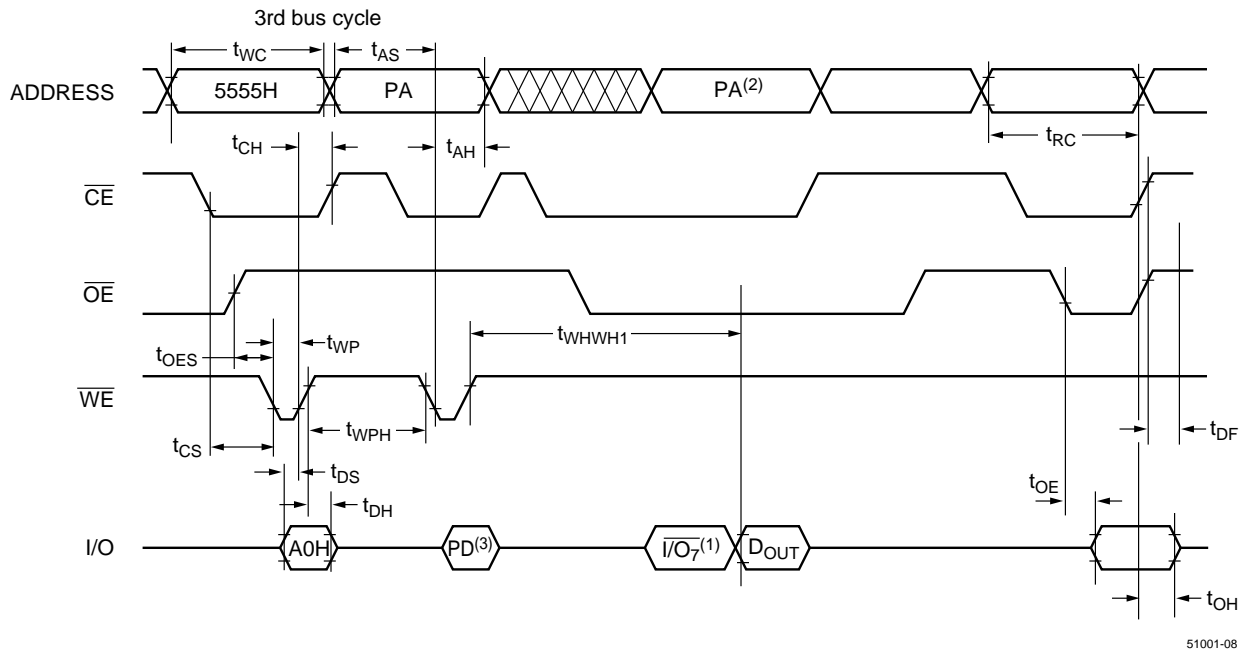 3rd bus cycle
tWC
tAS
ADDRESS
5555H
PA
PA(2)
tCH
tAH
tRC
CE
OE
tWHWH1
tWP
tOES
WE
tWPH
tCS
tDF
tDS
tOE
tDH
I/O
A0H
PD(3)
I/O7(1)
DOUT
tOH
51001-08